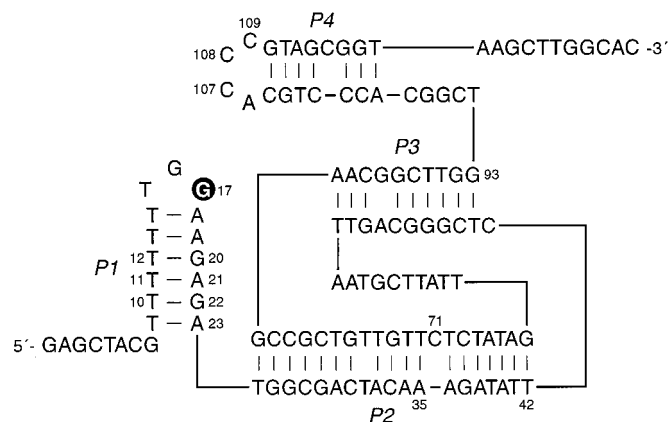 109 P4
C GTAGCGGT AAGCTTGGCAC -3´
108 C
107 C A CGTC–CCA–CGGCT
P3
G
T G 17
AACGGCTTGG 93
T – A
TTGACGGGCTC
T – A
P1 12 T – G 20
11 T – A 21
AATGCTTATT
10 T – G 22
T – A 23
71
5´- GAGCTACG
GCCGCTGTTGTTCTCTATAG
TGGCGACTACAA–AGATATT
35 42
P2